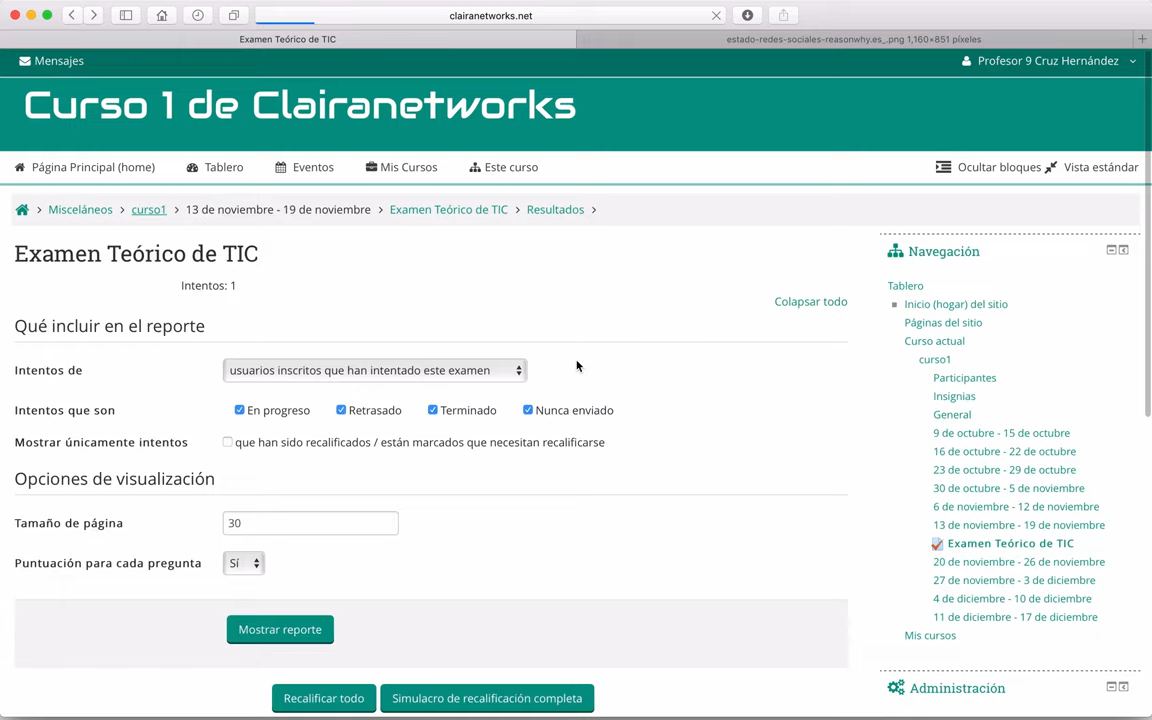 clairanetworks.net
Examen Teórico de TIC
estado-redes-sociales-reasonwhy.es_.png 1,160×851 píxeles
Mensajes
Profesor 9 Cruz Hernández
Curso 1 de Clairanetworks
Página Principal (home) Tablero Eventos Mis Cursos Este curso Ocultar bloques Vista estándar
Misceláneos > curso1 > 13 de noviembre - 19 de noviembre > Examen Teórico de TIC > Resultados >
Examen Teórico de TIC
Intentos: 1
Colapsar todo
Qué incluir en el reporte
Intentos de usuarios inscritos que han intentado este examen
Intentos que son En progreso Retrasado Terminado Nunca enviado
Mostrar únicamente intentos que han sido recalificados / están marcados que necesitan recalificarse
Opciones de visualización
Tamaño de página 30
Puntuación para cada pregunta Sí
Mostrar reporte
Recalificar todo Simulacro de recalificación completa
Navegación
Tablero
Inicio (hogar) del sitio
Páginas del sitio
Curso actual
curso1
Participantes
Insignias
General
9 de octubre - 15 de octubre
16 de octubre - 22 de octubre
23 de octubre - 29 de octubre
30 de octubre - 5 de noviembre
6 de noviembre - 12 de noviembre
13 de noviembre - 19 de noviembre
Examen Teórico de TIC
20 de noviembre - 26 de noviembre
27 de noviembre - 3 de diciembre
4 de diciembre - 10 de diciembre
11 de diciembre - 17 de diciembre
Mis cursos
Administración